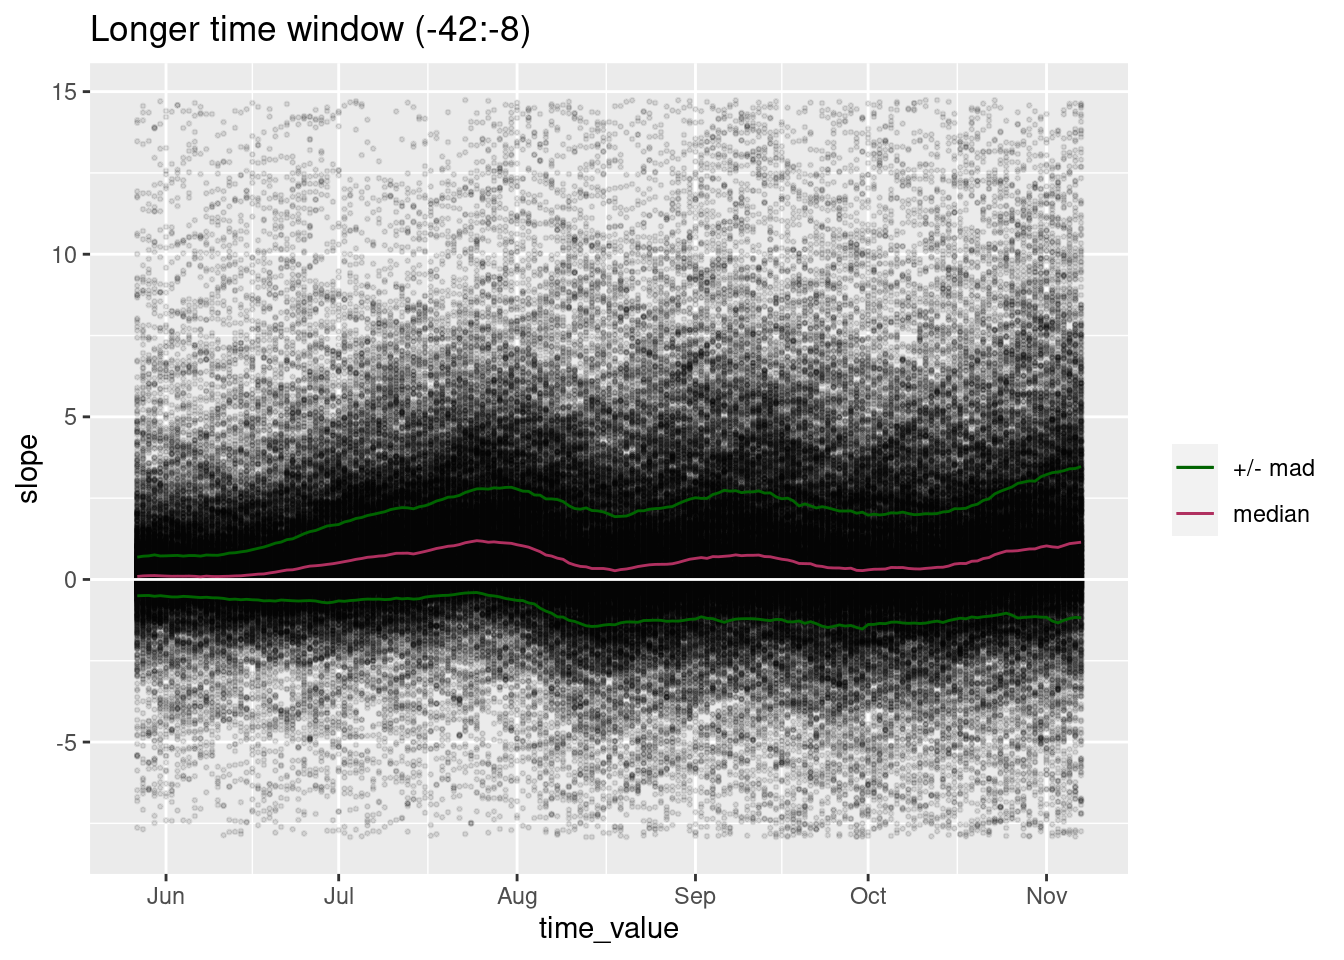 Longer time window (-42:-8)
15
10
5
0
-5
slope
Jun Jul Aug Sep Oct Nov
time_value
+/- mad
median